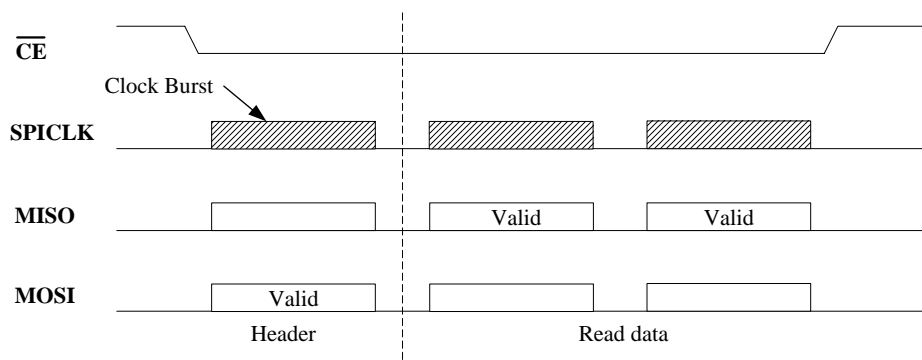 CE
Clock Burst
SPICLK
MISO
Valid
Valid
MOSI
Valid
Header
Read data